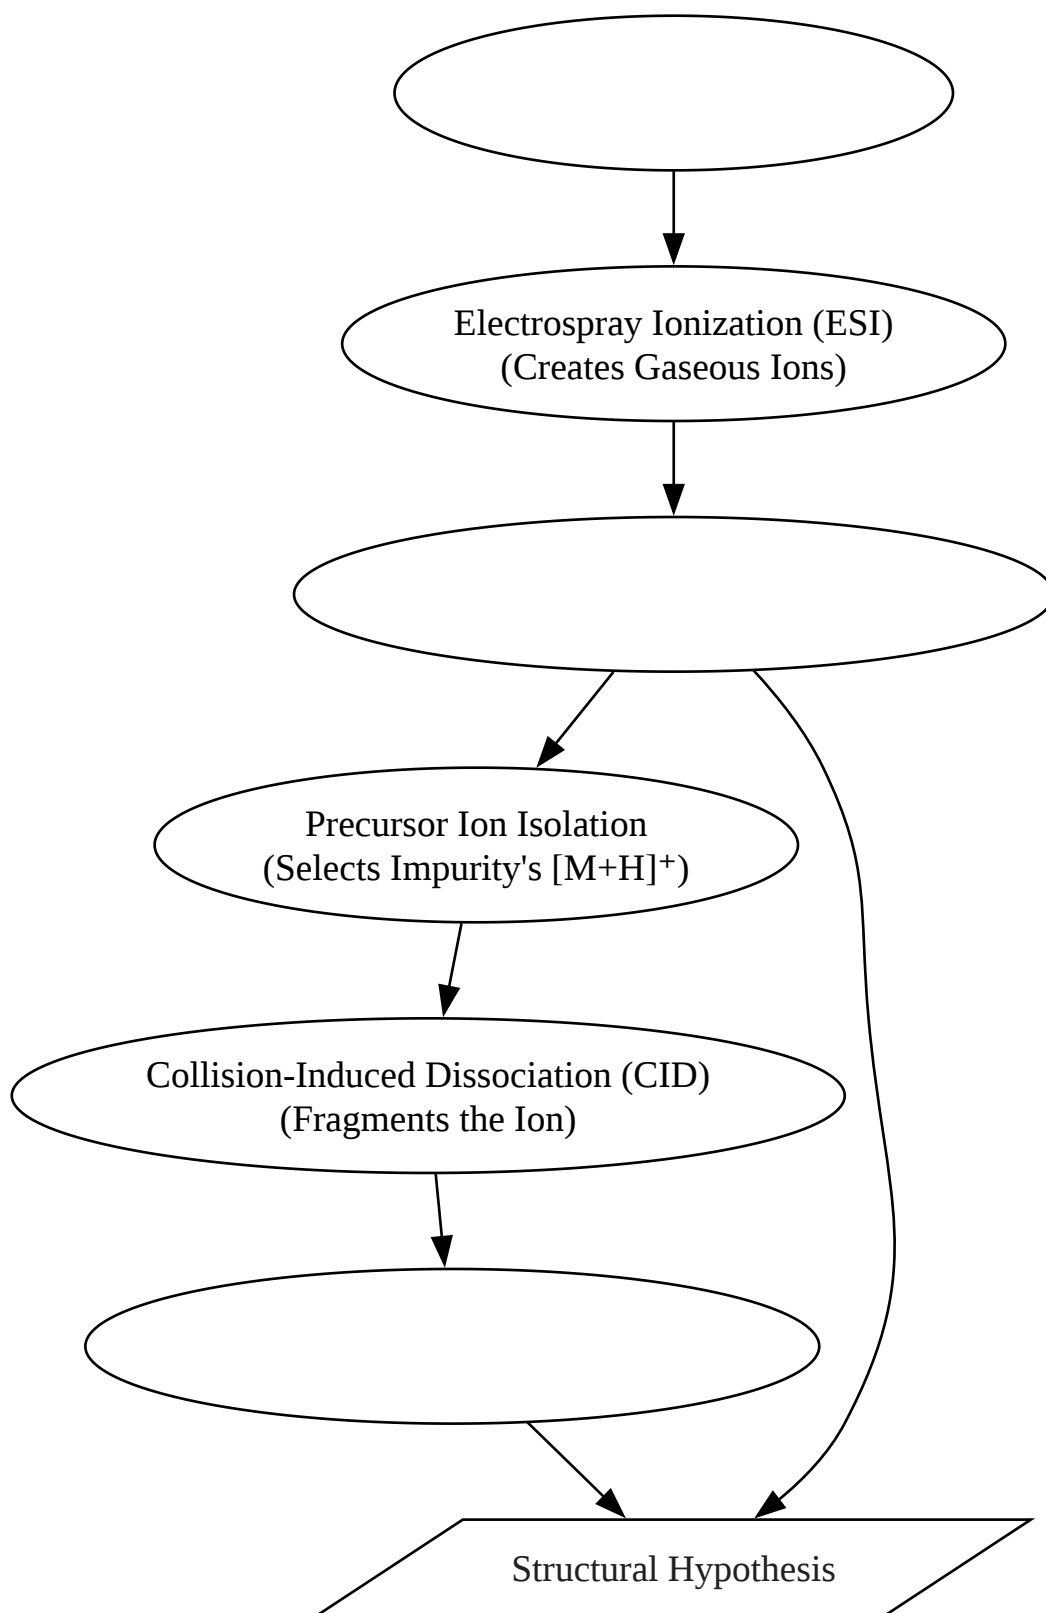 Electrospray Ionization (ESI)
(Creates Gaseous Ions)
Precursor Ion Isolation
(Selects Impurity's [M+H]⁺)
Collision-Induced Dissociation (CID)
(Fragments the Ion)
Structural Hypothesis